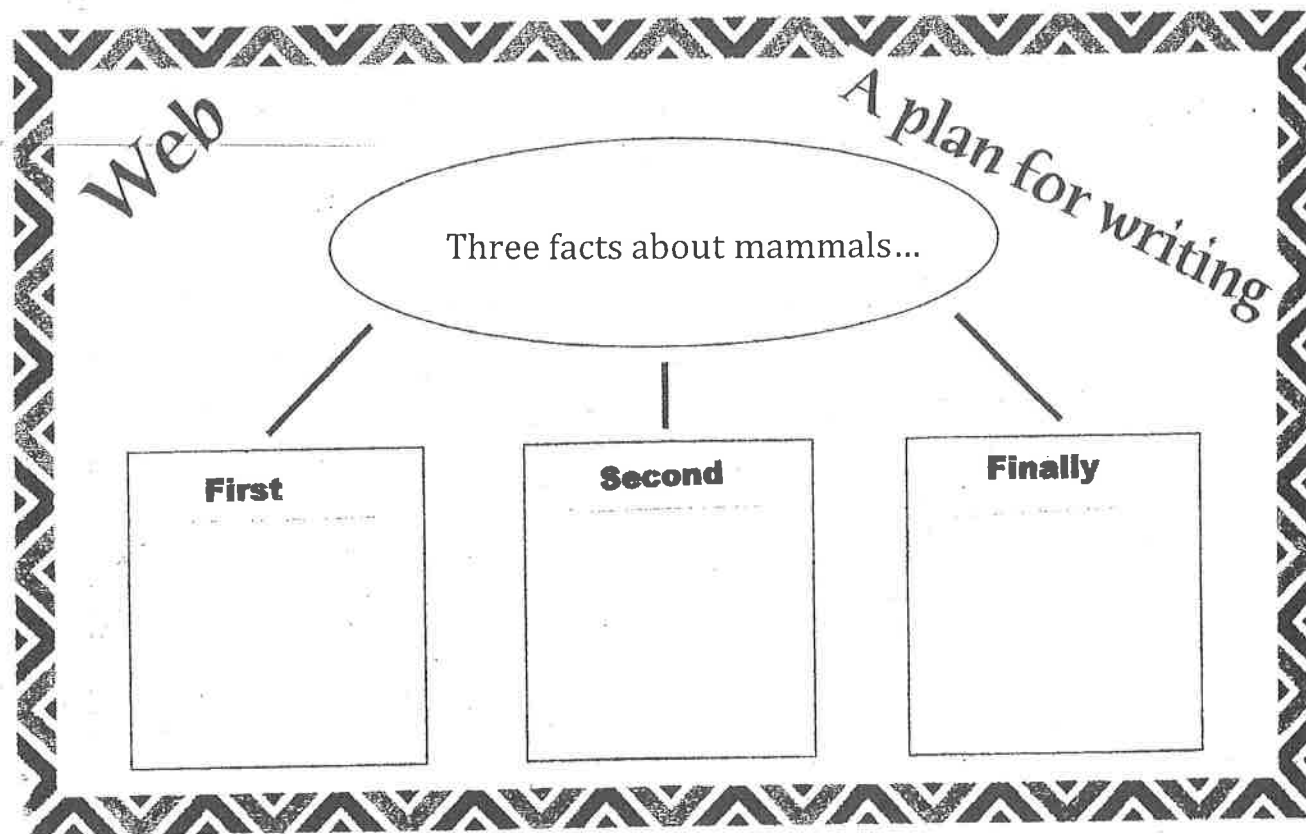 Web
A plan for writing
Three facts about mammals...
First
Second
Finally